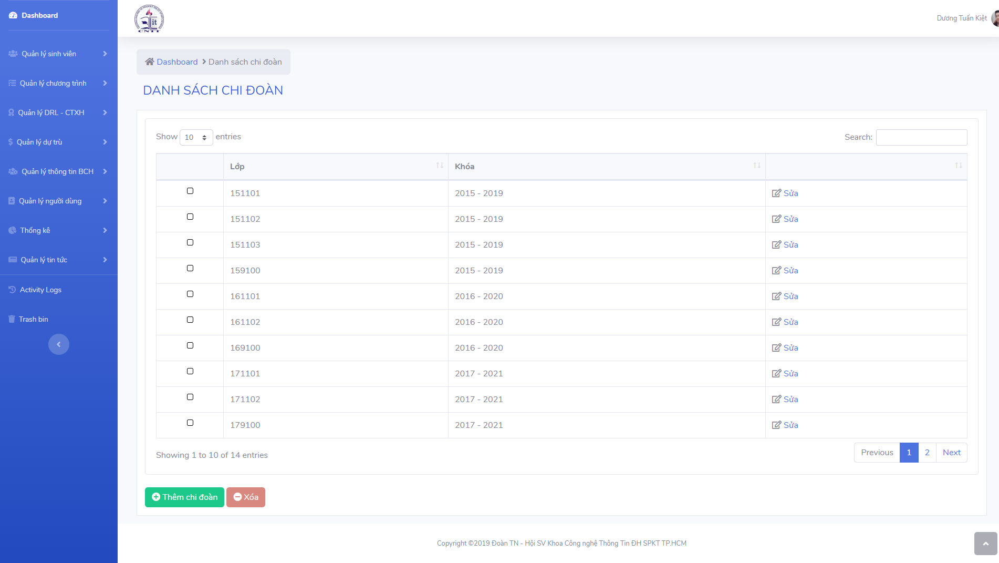 Dashboard
Quản lý sinh viên
Quản lý chương trình
Quản lý DRL - CTXH
Quản lý dự trù
Quản lý thông tin BCH
Quản lý người dùng
Thống kê
Quản lý tin tức
Activity Logs
Trash bin
it
CNTT
Dương Tuấn Kiệt
Dashboard > Danh sách chi đoàn
DANH SÁCH CHI ĐOÀN
Show 10 entries
Search:
Lớp Khóa
151101 2015 - 2019 Sửa
151102 2015 - 2019 Sửa
151103 2015 - 2019 Sửa
159100 2015 - 2019 Sửa
161101 2016 - 2020 Sửa
161102 2016 - 2020 Sửa
169100 2016 - 2020 Sửa
171101 2017 - 2021 Sửa
171102 2017 - 2021 Sửa
179100 2017 - 2021 Sửa
Showing 1 to 10 of 14 entries
Previous 1 2 Next
Thêm chi đoàn Xóa
Copyright ©2019 Đoàn TN - Hội SV Khoa Công nghệ Thông Tin ĐH SPKT TP.HCM